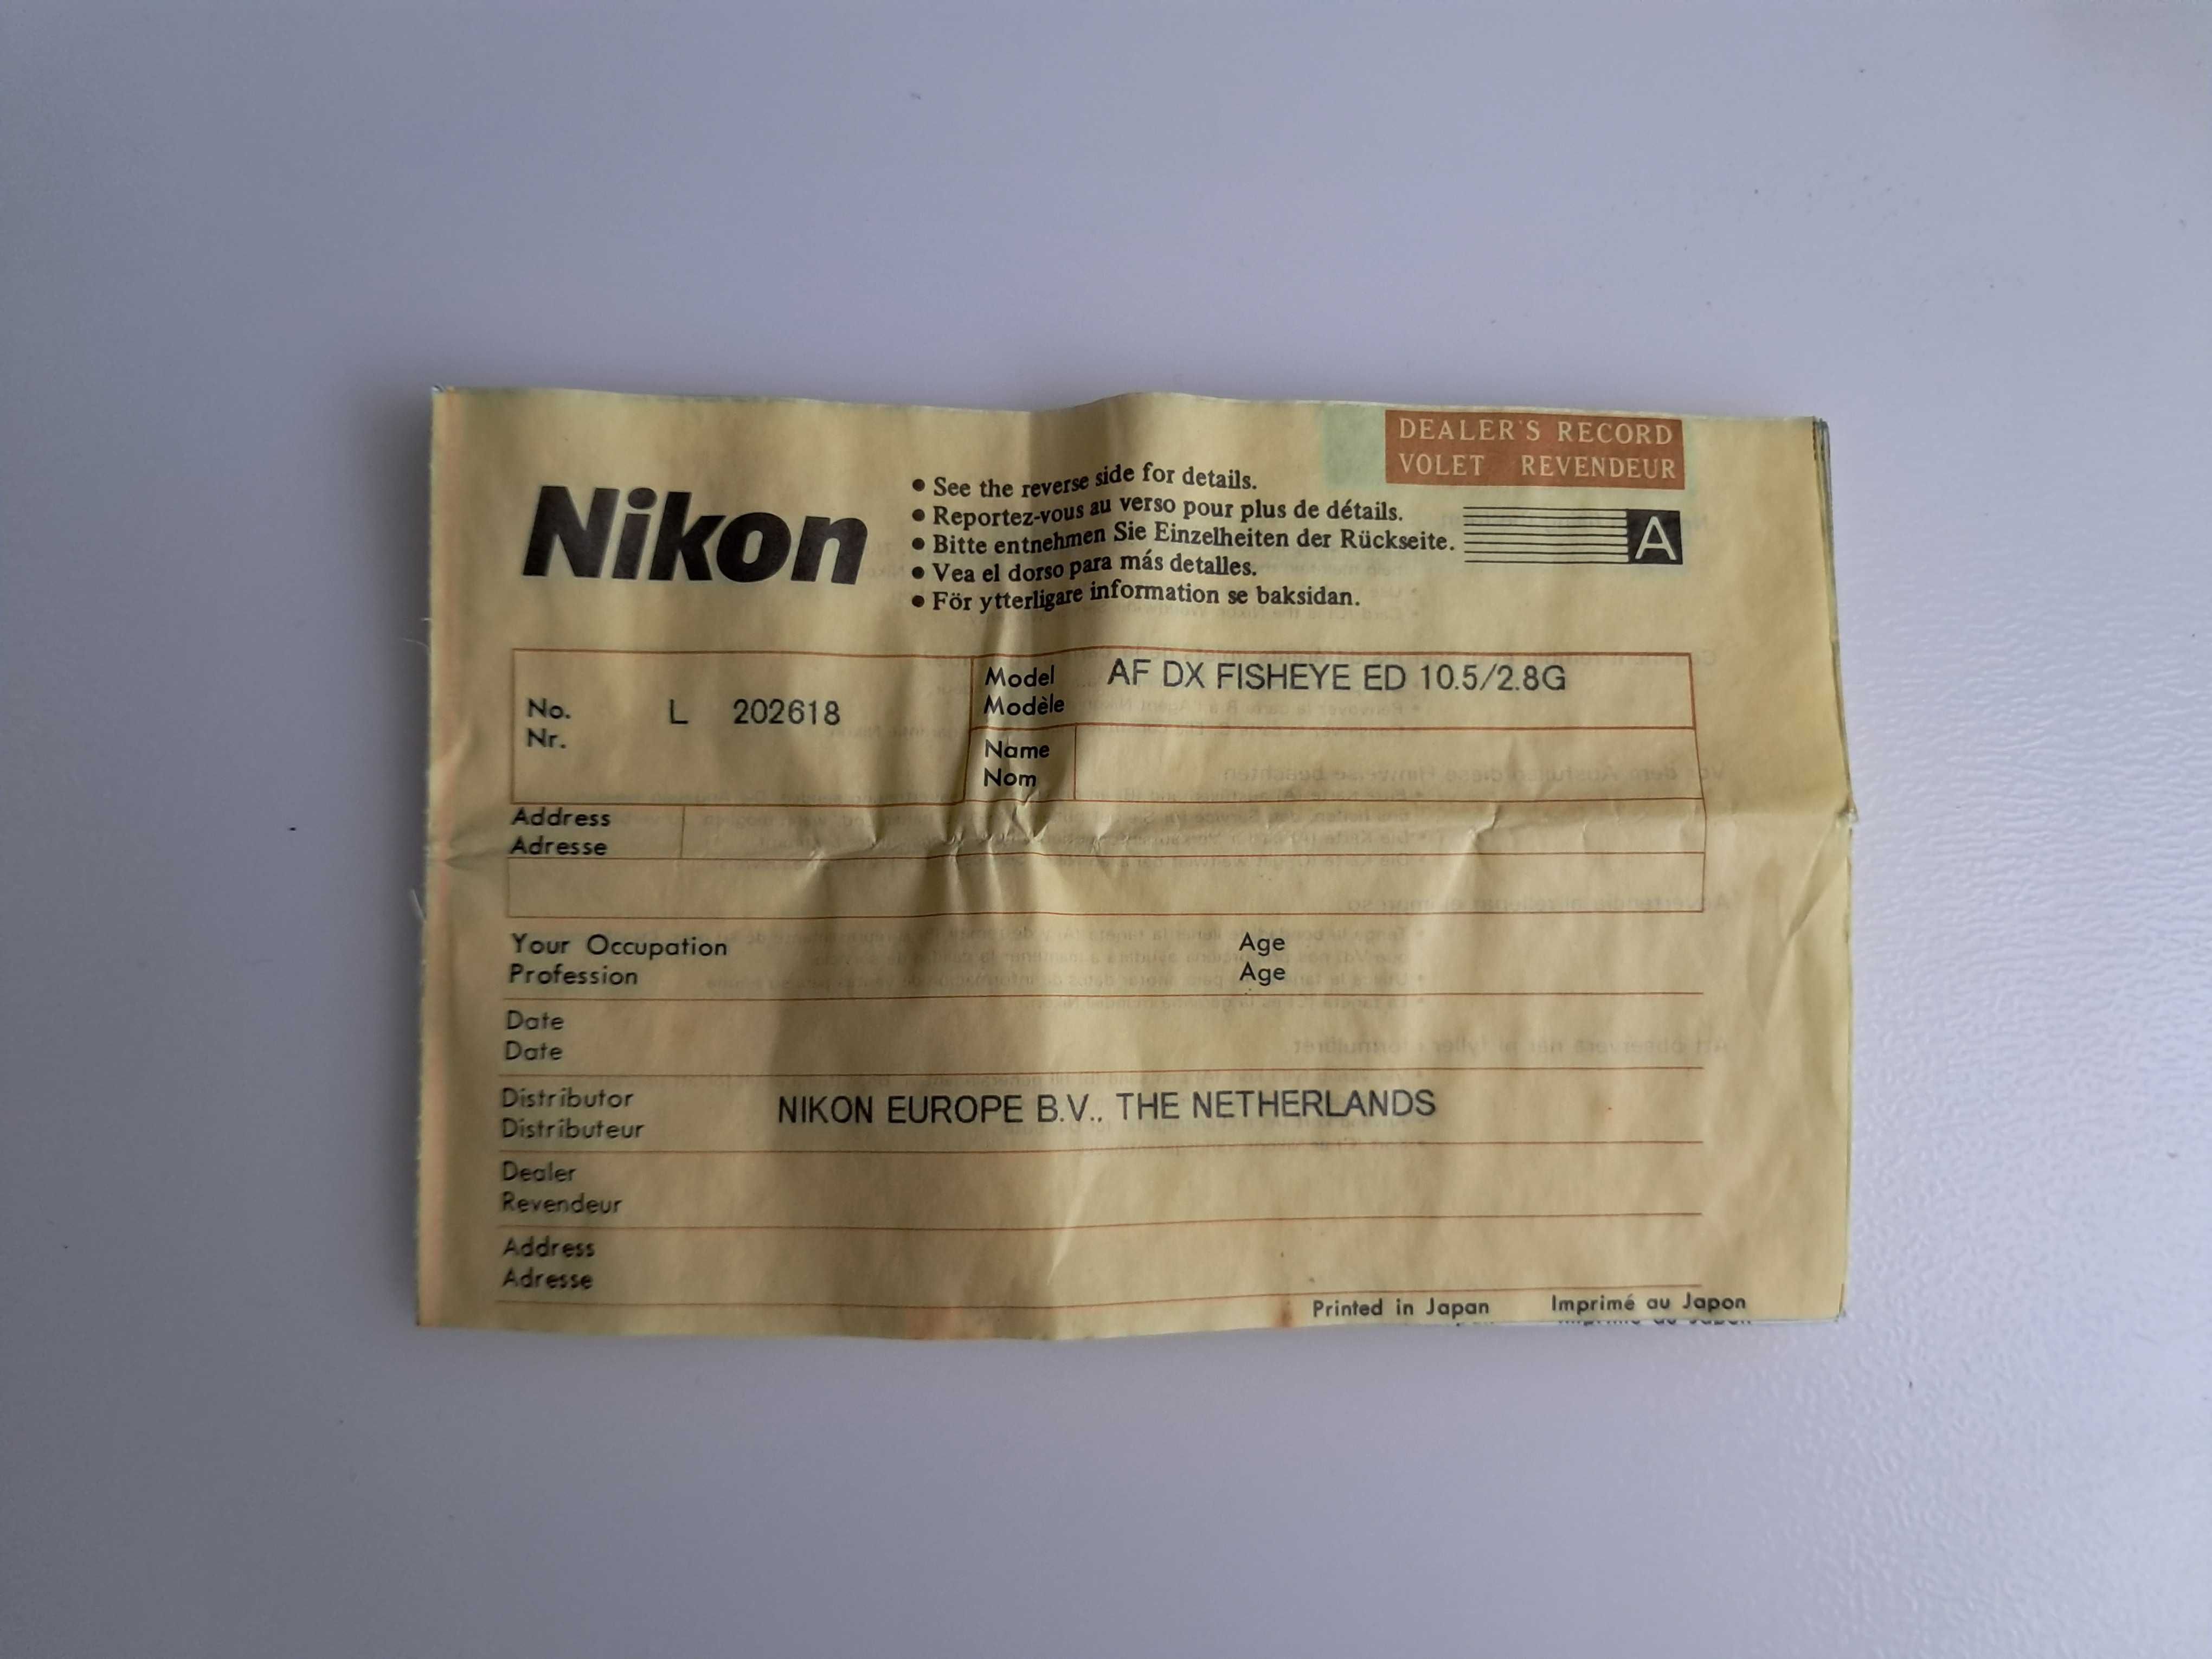 DEALER'S RECORD
VOLET REVENDEUR
Nikon
• See the reverse side for details.
• Reportez-vous au verso pour plus de détails.
• Bitte entnehmen Sie Einzelheiten der Rückseite.
• Vea el dorso para más detalles.
• För ytterligare information se baksidan.
A
No.
Nr.
L 202618
Model
Modèle
AF DX FISHEYE ED 10.5/2.8G
Name
Nom
Address
Adresse
Your Occupation
Profession
Age
Age
Date
Date
Distributor
Distributeur
NIKON EUROPE B.V., THE NETHERLANDS
Dealer
Revendeur
Address
Adresse
Printed in Japan Imprimé au Japon